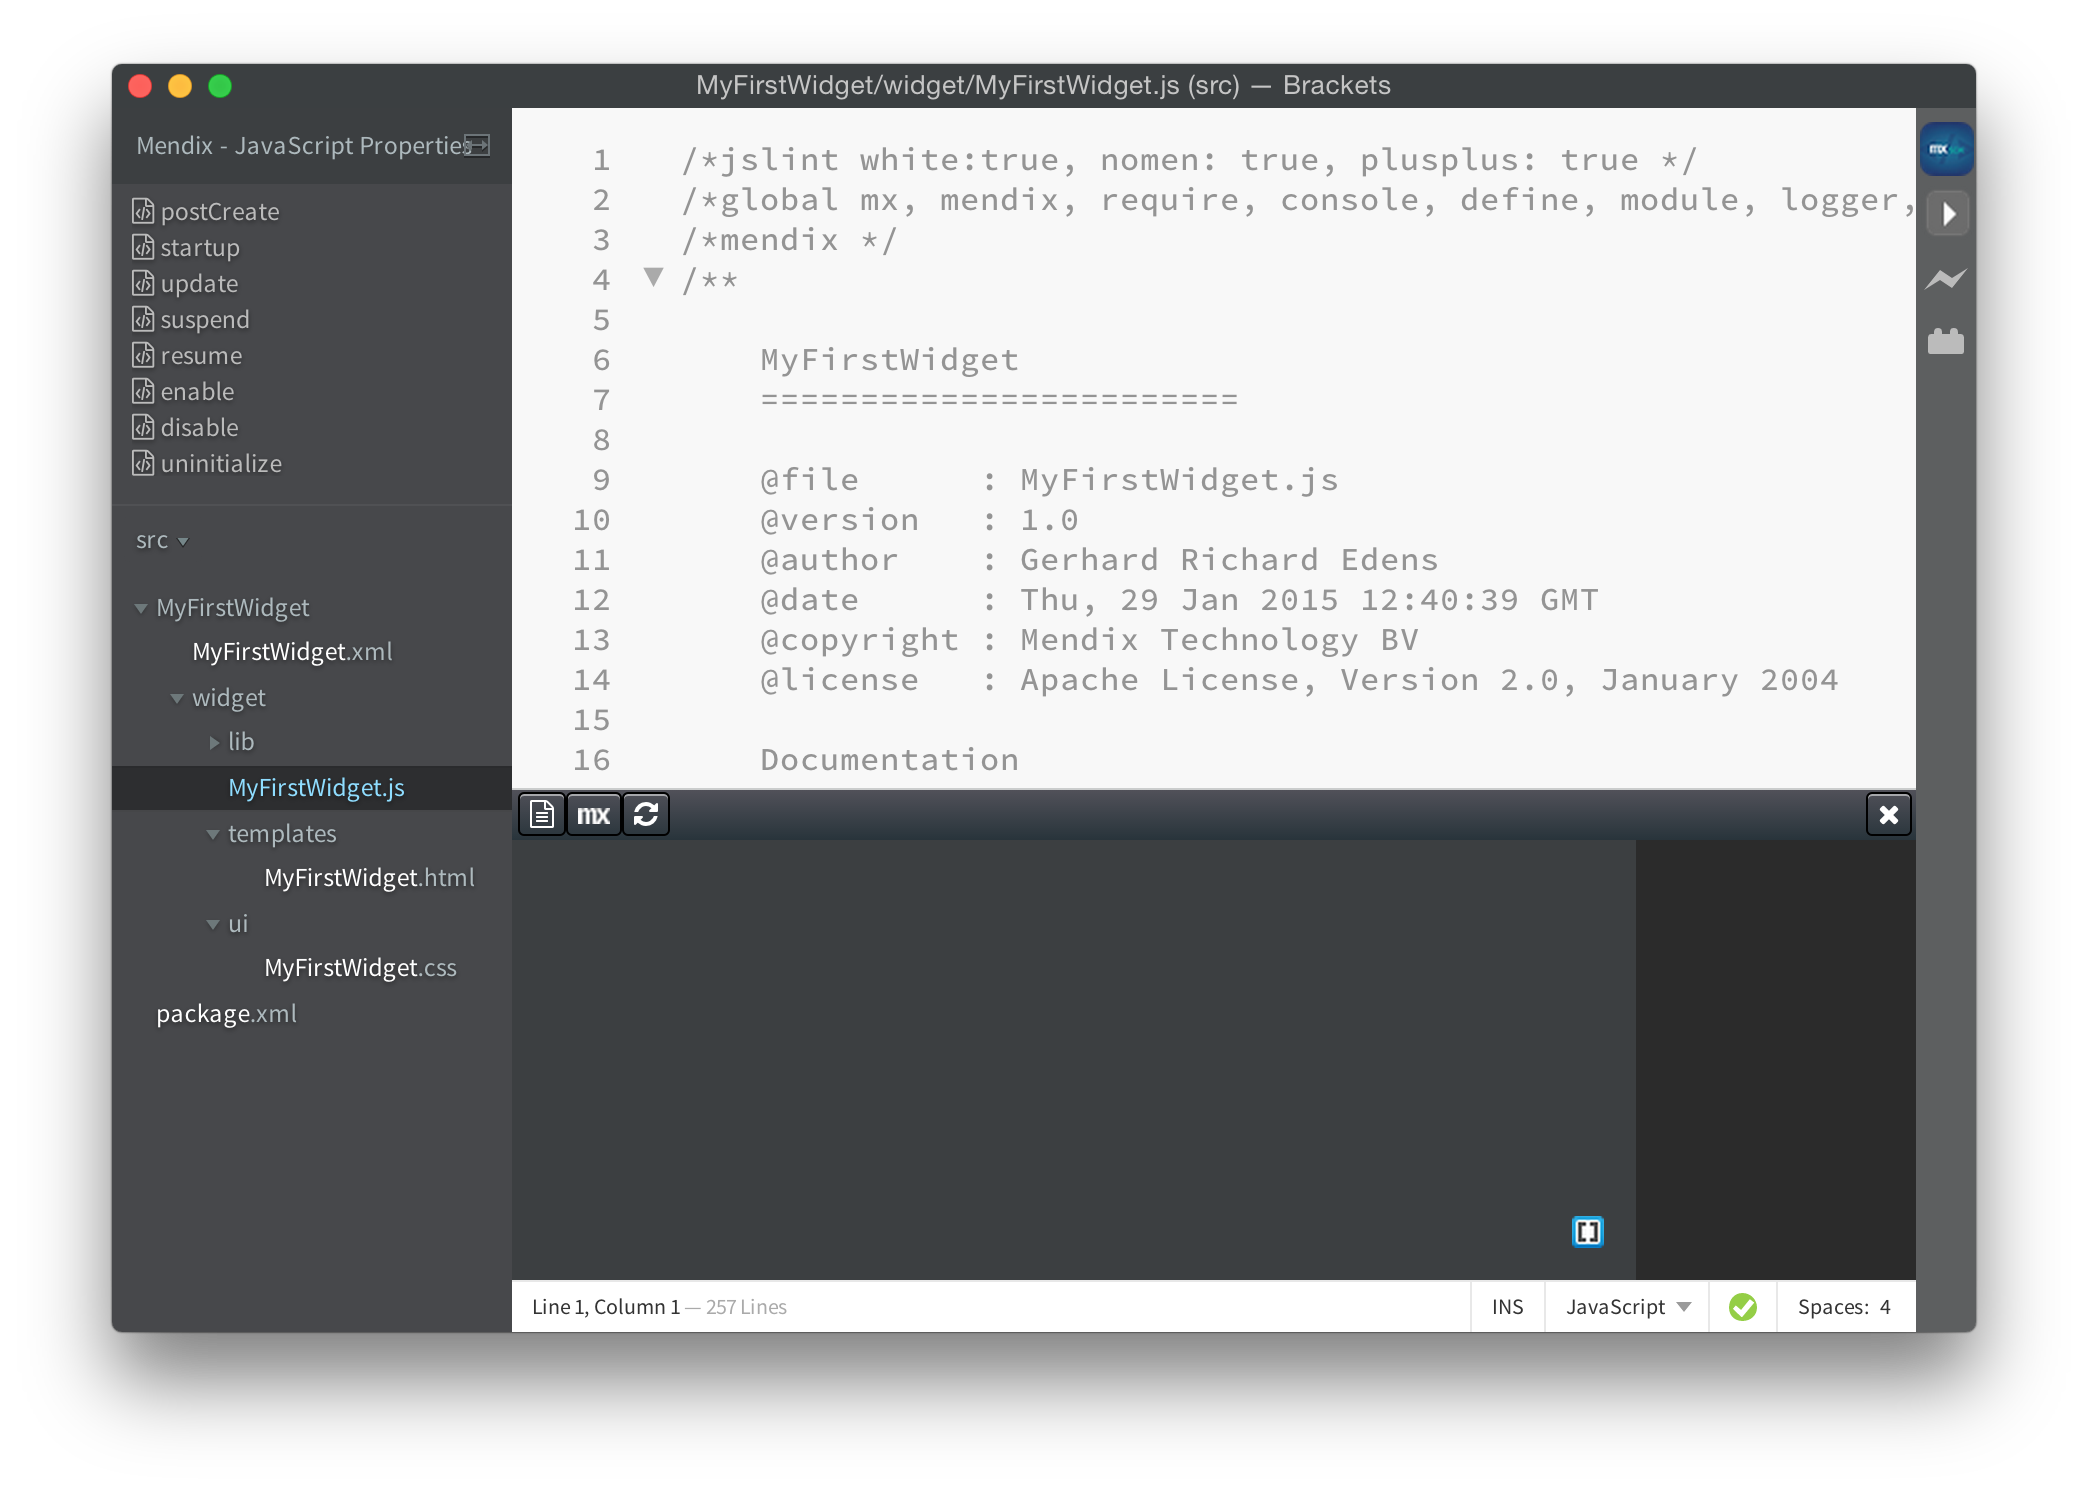 MyFirstWidget/widget/MyFirstWidget.js (src) — Brackets
Mendix - JavaScript Properties
postCreate
startup
update
suspend
resume
enable
disable
uninitialize
src
MyFirstWidget
MyFirstWidget.xml
widget
lib
MyFirstWidget.js
templates
MyFirstWidget.html
ui
MyFirstWidget.css
package.xml
1 /*jslint white:true, nomen: true, plusplus: true */
2 /*global mx, mendix, require, console, define, module, logger,
3 /*mendix */
4 /**
5
6 MyFirstWidget
7 ========================
8
9 @file : MyFirstWidget.js
10 @version : 1.0
11 @author : Gerhard Richard Edens
12 @date : Thu, 29 Jan 2015 12:40:39 GMT
13 @copyright : Mendix Technology BV
14 @license : Apache License, Version 2.0, January 2004
15
16 Documentation
mx
mx
Line 1, Column 1 — 257 Lines
INS
JavaScript
Spaces: 4